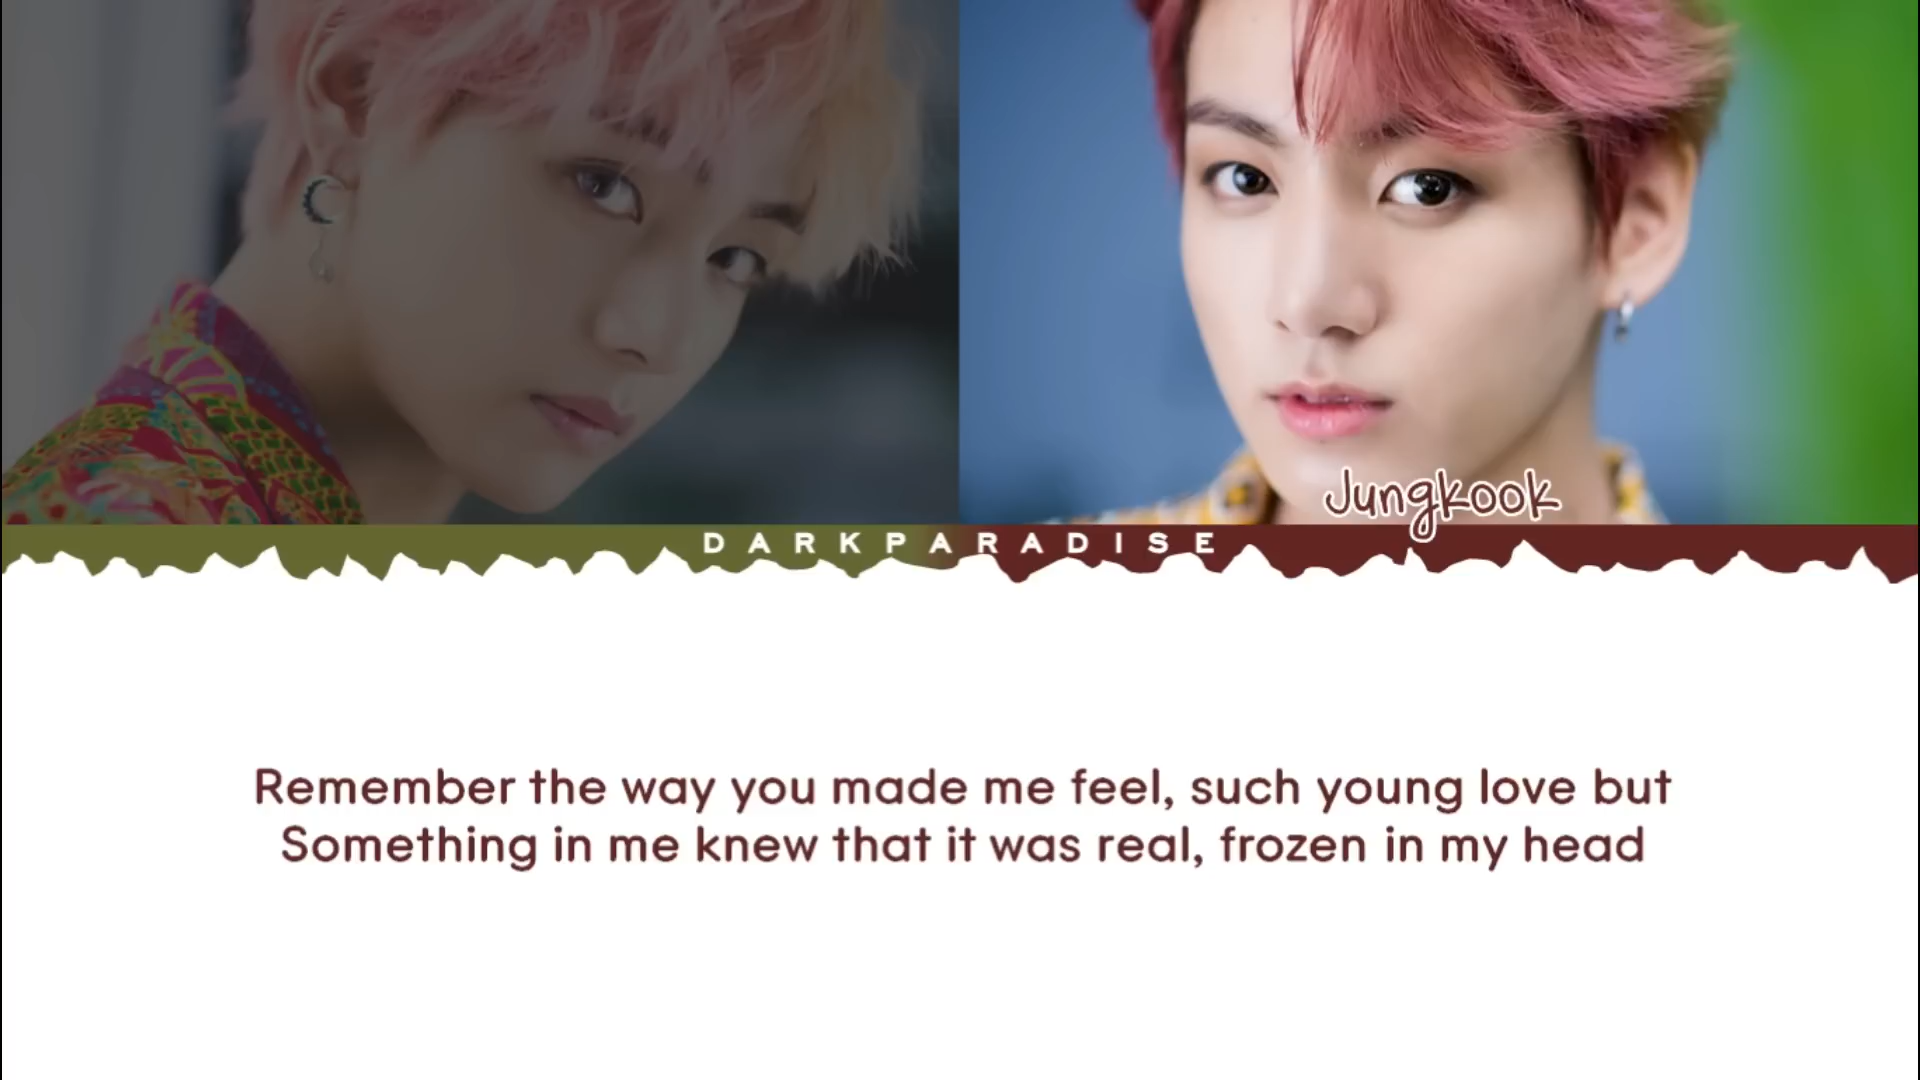 Jungkook
DARKPARADISE
Remember the way you made me feel, such young love but
Something in me knew that it was real, frozen in my head